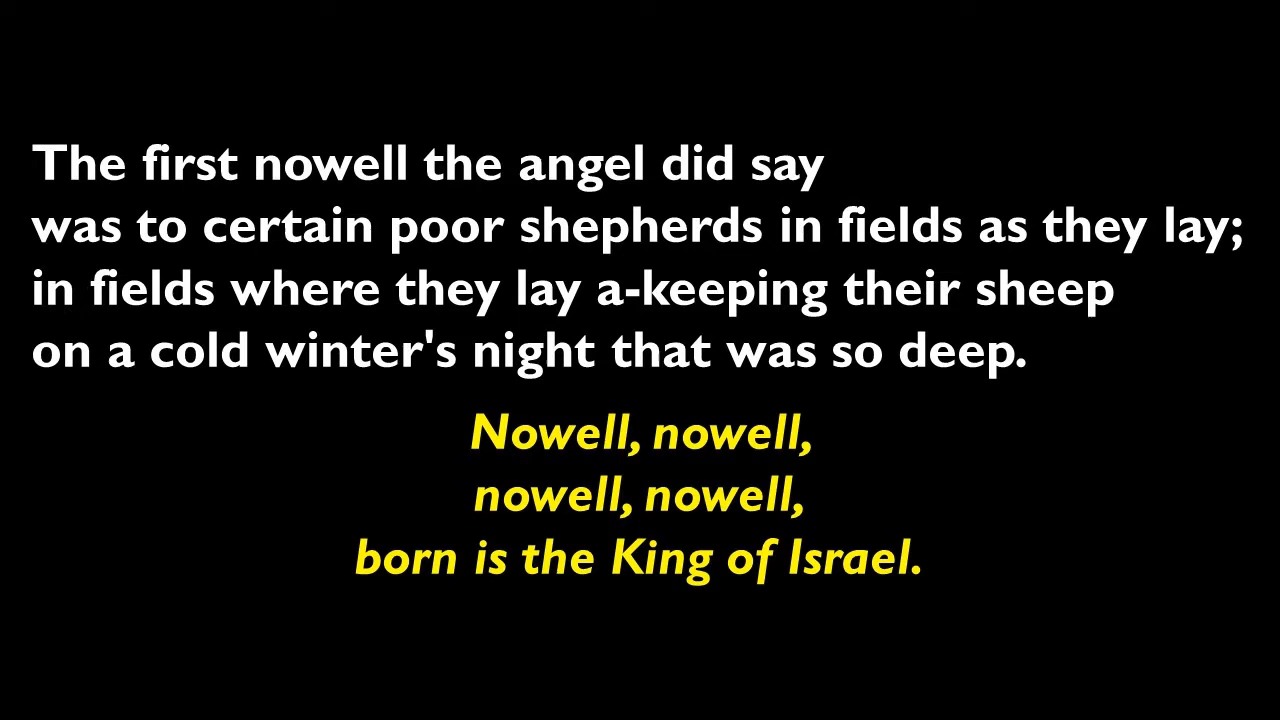 The first nowell the angel did say
was to certain poor shepherds in fields as they lay;
in fields where they lay a-keeping their sheep
on a cold winter's night that was so deep.
Nowell, nowell,
nowell, nowell,
born is the King of Israel.